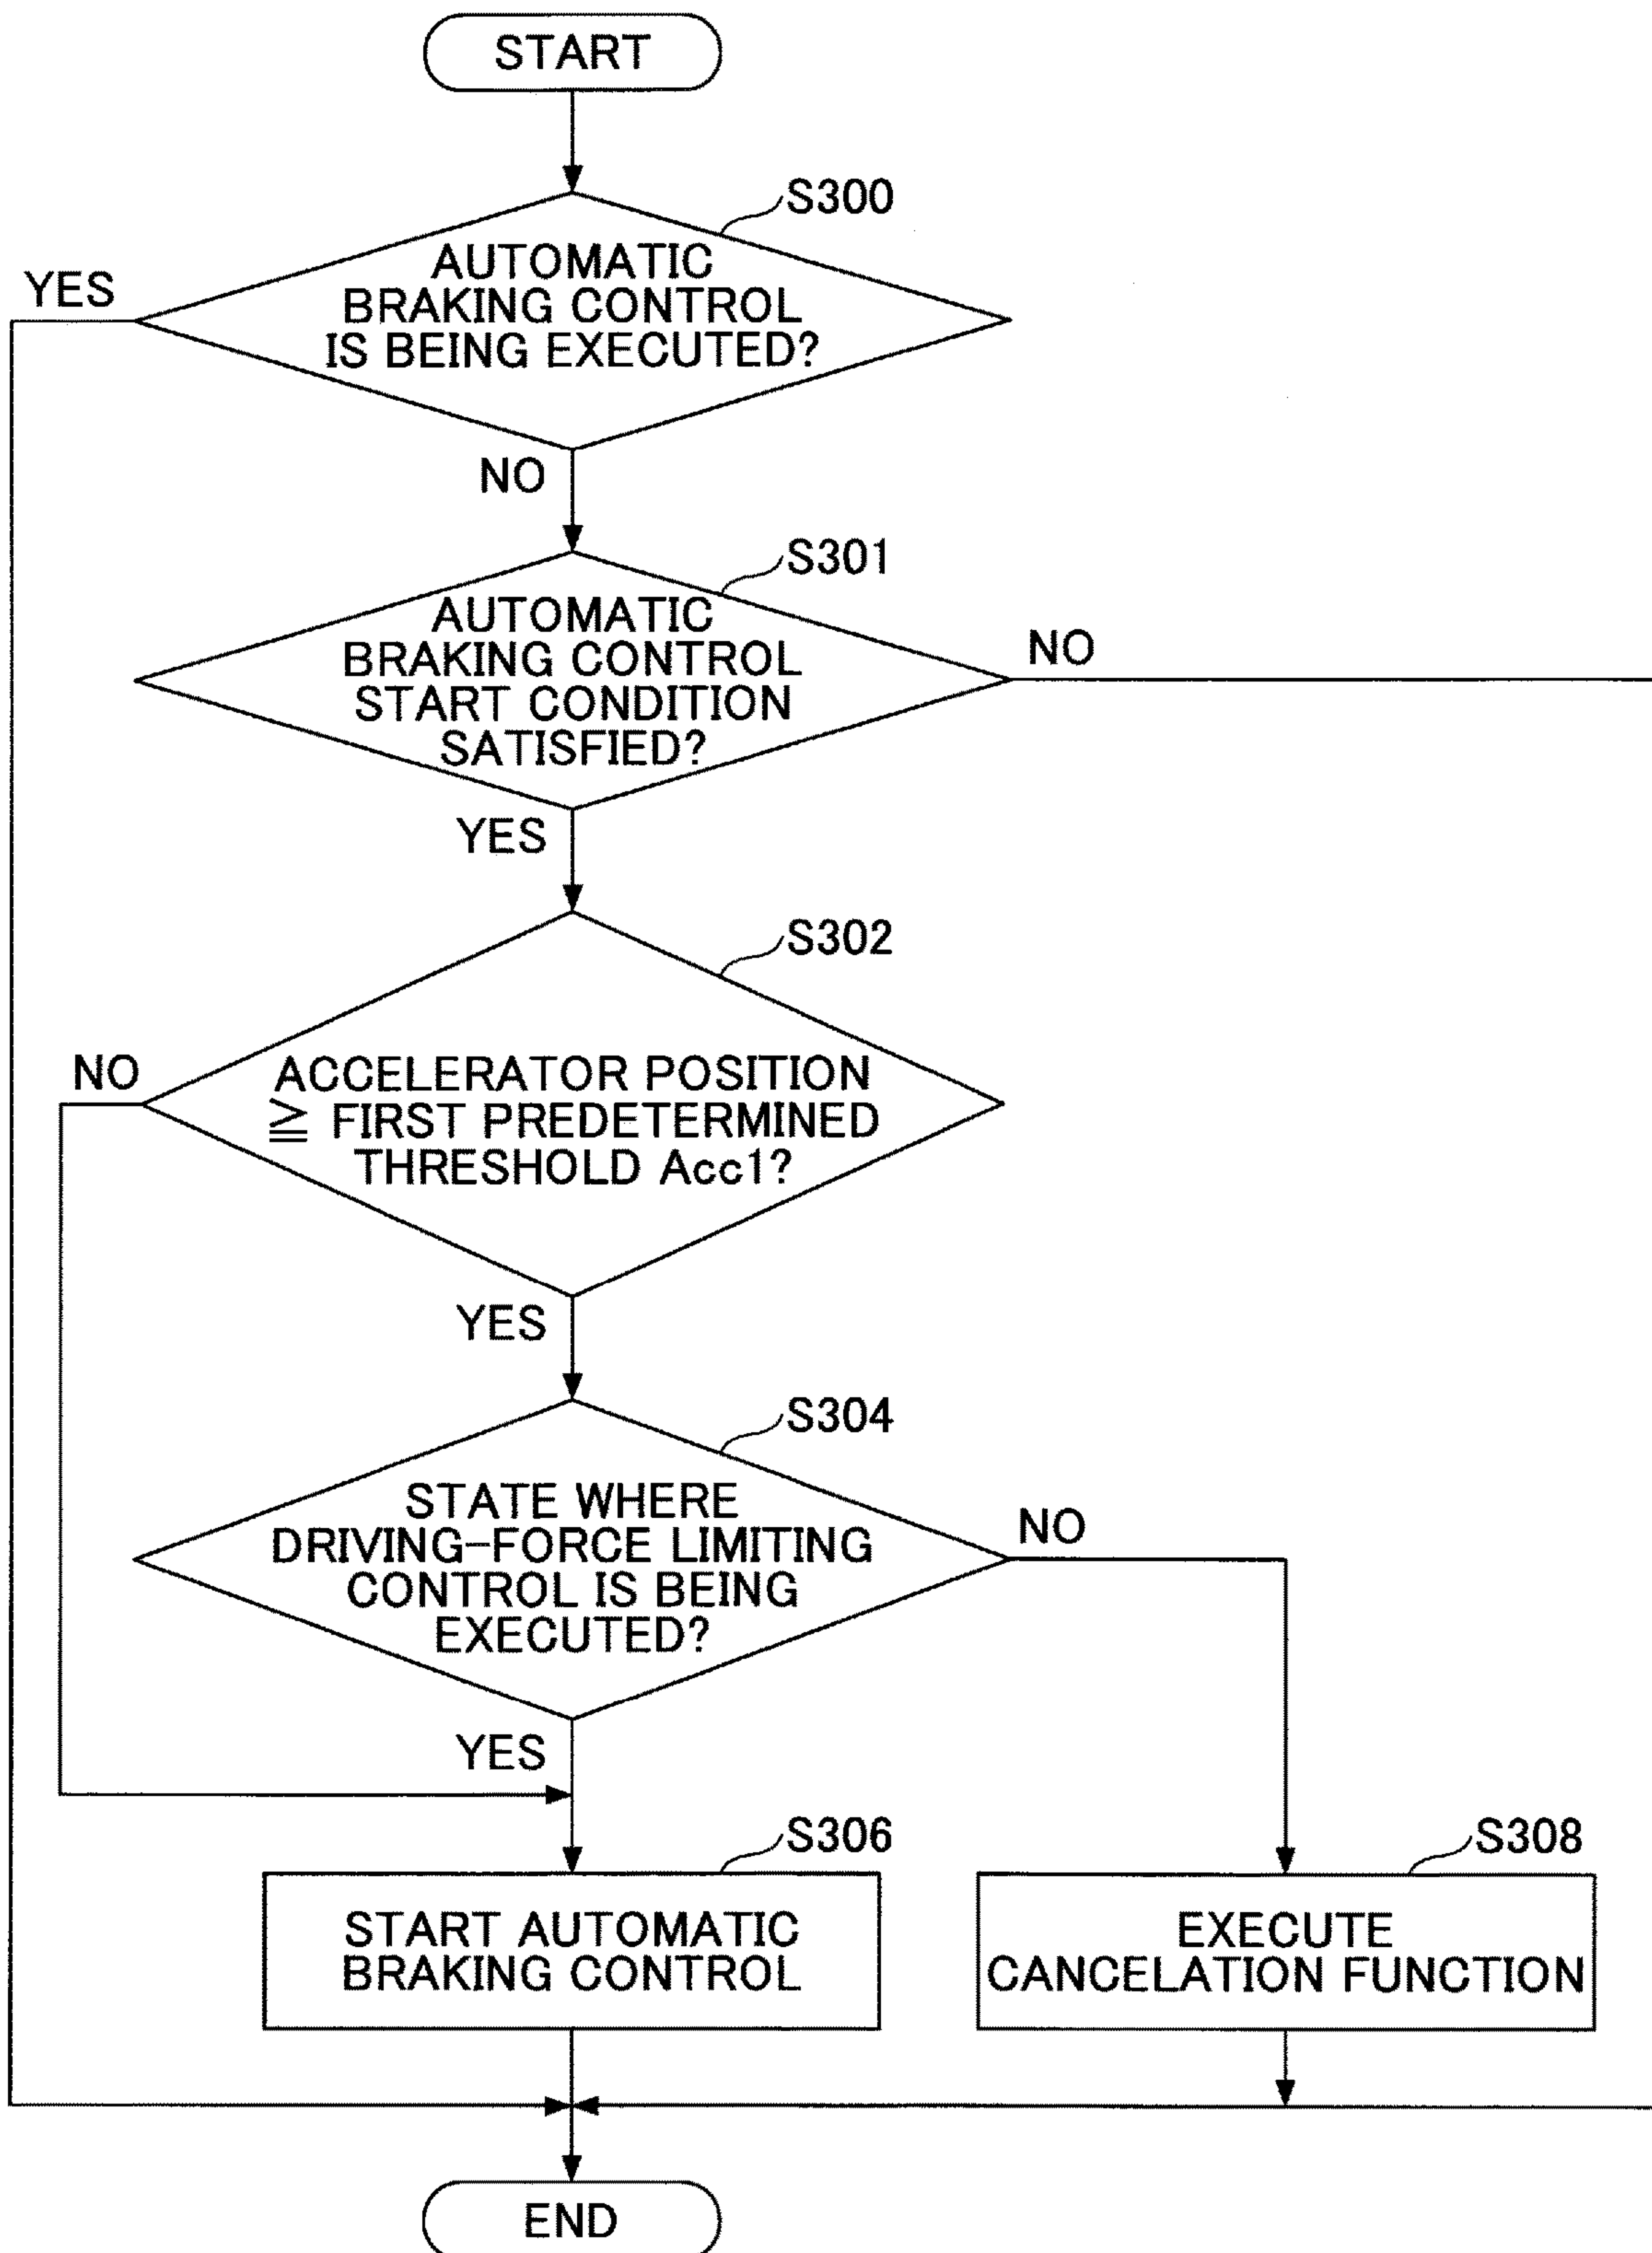 START
S300
AUTOMATIC
BRAKING CONTROL
IS BEING EXECUTED?
YES
NO
S301
AUTOMATIC
BRAKING CONTROL
START CONDITION
SATISFIED?
NO
YES
S302
ACCELERATOR POSITION
≧ FIRST PREDETERMINED
THRESHOLD Acc1?
NO
YES
S304
STATE WHERE
DRIVING-FORCE LIMITING
CONTROL IS BEING
EXECUTED?
NO
YES
S306
START AUTOMATIC
BRAKING CONTROL
S308
EXECUTE
CANCELATION FUNCTION
END